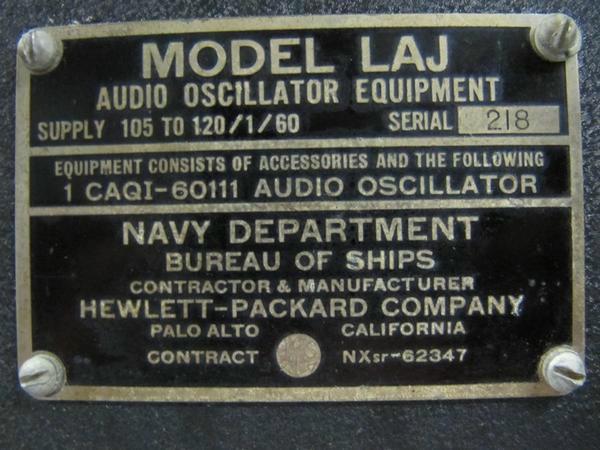 MODEL LAJ
AUDIO OSCILLATOR EQUIPMENT
SUPPLY 105 TO 120/1/60 SERIAL 218
EQUIPMENT CONSISTS OF ACCESSORIES AND THE FOLLOWING
1 CAQI-60111 AUDIO OSCILLATOR
NAVY DEPARTMENT
BUREAU OF SHIPS
CONTRACTOR & MANUFACTURER
HEWLETT-PACKARD COMPANY
PALO ALTO CALIFORNIA
CONTRACT NXsr-62347